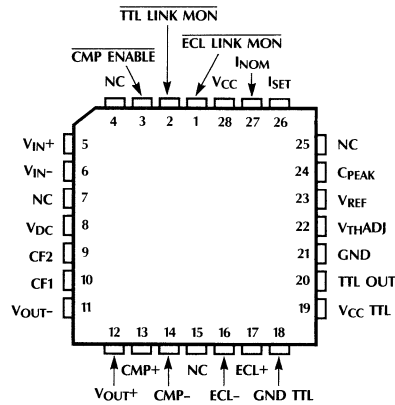 TTL LINK MON
CMP ENABLE
ECL LINK MON
INOM
NC
VCC
ISET
4 3 2 1 28 27 26
VIN+ 5
VIN– 6
NC 7
VDC 8
CF2 9
CF1 10
VOUT– 11
25 NC
24 CPEAK
23 VREF
22 VTHADJ
21 GND
20 TTL OUT
19 VCC TTL
12 13 14 15 16 17 18
CMP+ NC ECL+
VOUT+ CMP– ECL– GND TTL